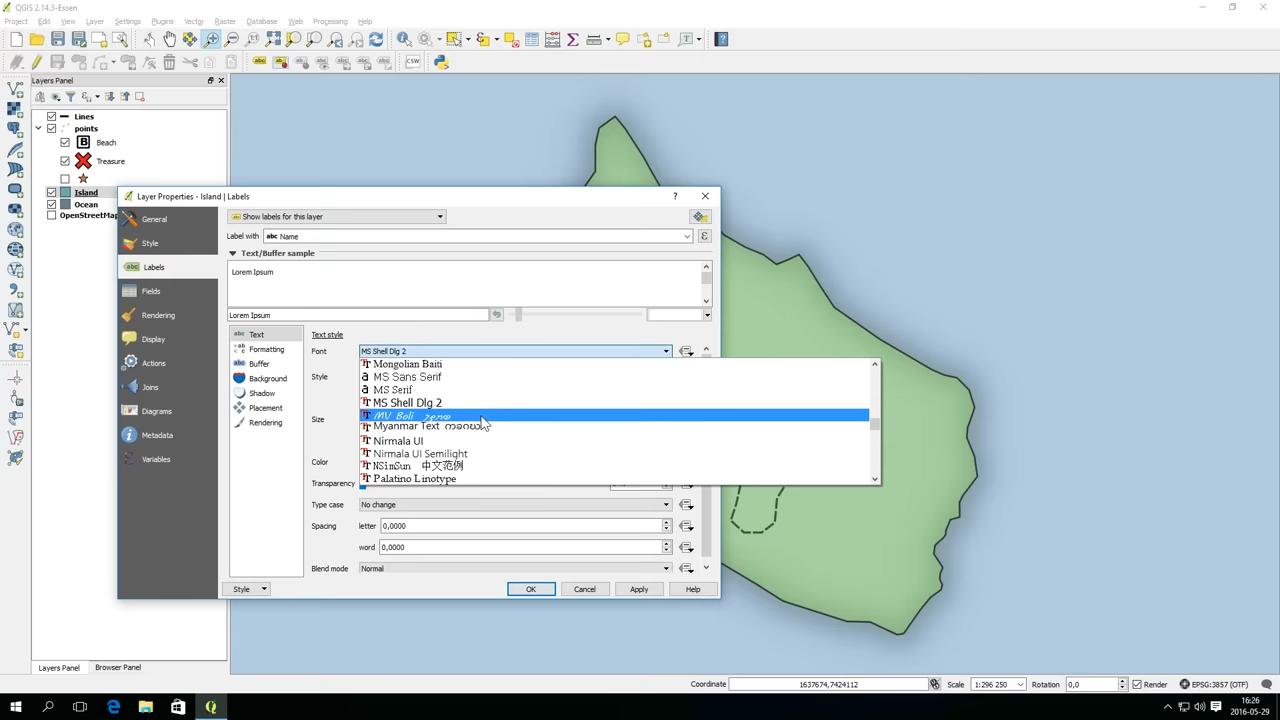 QGIS 2.14.3-Essen
Project Edit View Layer Settings Plugins Vector Raster Database Web Processing Help
CSW
Layers Panel
Lines
points
B Beach
Treasure
Island
Ocean
OpenStreetMap
Layer Properties - Island | Labels
General
Style
Labels
Fields
Rendering
Display
Actions
Joins
Diagrams
Metadata
Variables
Show labels for this layer
Label with abc Name ε
Text/Buffer sample
Lorem Ipsum
Lorem Ipsum
Text
Formatting
Buffer
Background
Shadow
Placement
Rendering
Text style
Font MS Shell Dlg 2
Style
Size
Color
Transparency
Mongolian Baiti
MS Sans Serif
MS Serif
MS Shell Dlg 2
MV Boli
Myanmar Text
Nirmala UI
Nirmala UI Semilight
NSimSun 中文范例
Palatino Linotype
Type case No change
Spacing letter 0,0000
word 0,0000
Blend mode Normal
Style OK Cancel Apply Help
Layers Panel Browser Panel
Coordinate 1637674,7424112 Scale 1:296 250 Rotation 0,0 Render EPSG:3857 (OTF)
16:26
2016-05-29